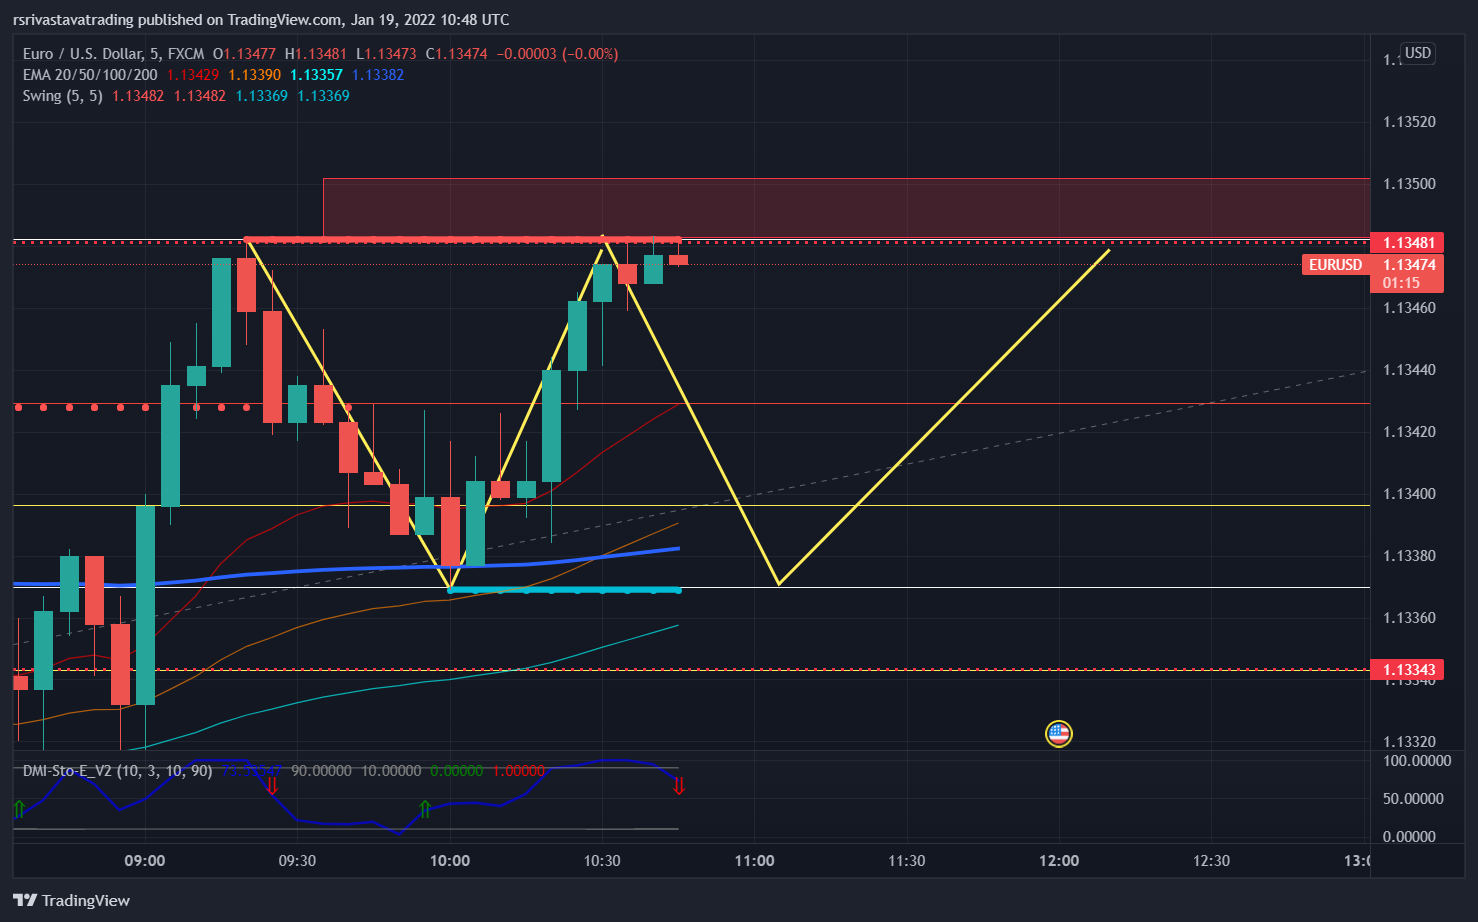 rsrivastavatrading published on TradingView.com, Jan 19, 2022 10:48 UTC
Euro / U.S. Dollar, 5, FXCM O1.13477 H1.13481 L1.13473 C1.13474 −0.00003 (−0.00%)
EMA 20/50/100/200 1.13429 1.13390 1.13357 1.13382
Swing (5, 5) 1.13482 1.13482 1.13369 1.13369
USD
1.13520
1.13500
1.13481
EURUSD 1.13474
01:15
1.13460
1.13440
1.13420
1.13400
1.13380
1.13360
1.13343
1.13340
1.13320
DMI-Sto-E_V2 (10, 3, 10, 90) 90.00000 10.00000 0.00000 1.00000
100.00000
50.00000
0.00000
09:00 09:30 10:00 10:30 11:00 11:30 12:00 12:30
TradingView